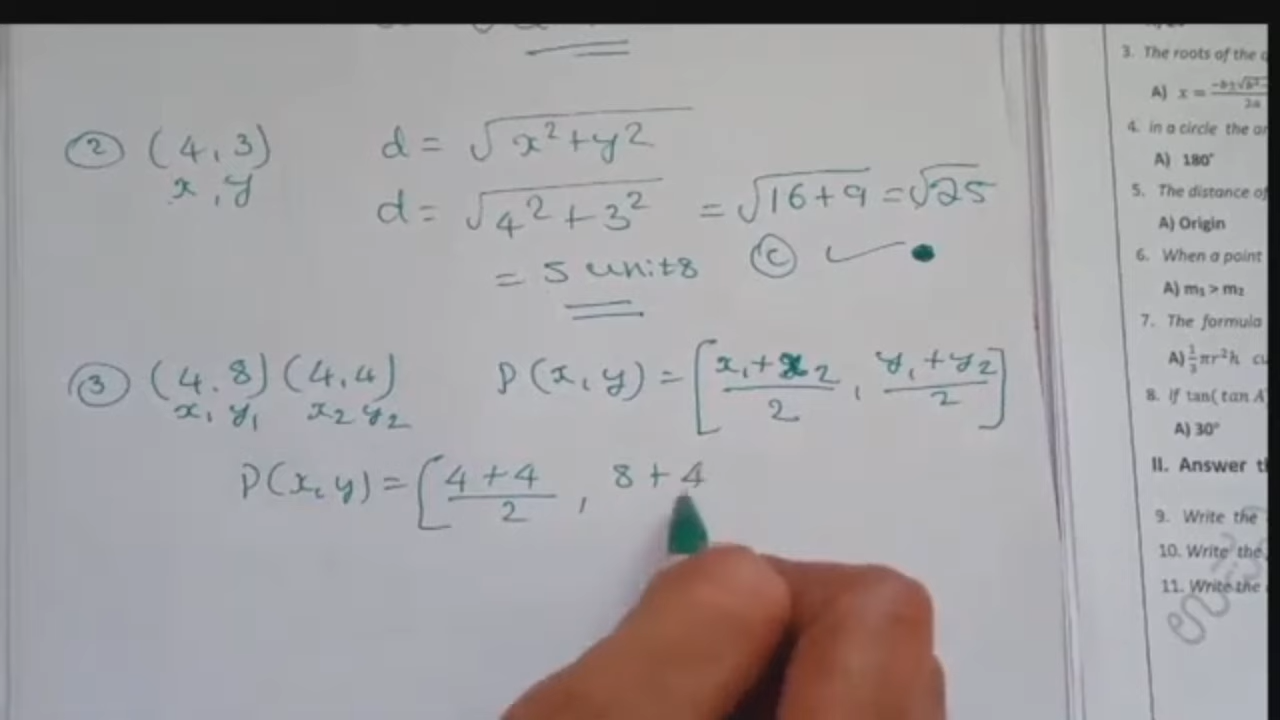 ② (4,3) d = √x²+y²
x,y d = √4²+3² = √16+9 = √25
= 5 units Ⓒ
③ (4,8) (4,4) P(x,y) = [x₁+x₂/2, y₁+y₂/2]
x₁ y₁ x₂ y₂
P(x,y) = [4+4/2, 8+4
3. The roots of the
A) x =
4. in a circle the
A) 180°
5. The distance of
A) Origin
6. When a point
A) m₁ > m₂
7. The formula
A) 1/3 πr²h
8. If tan( tan A
A) 30°
II. Answer
9. Write the
10. Write the
11. Write the